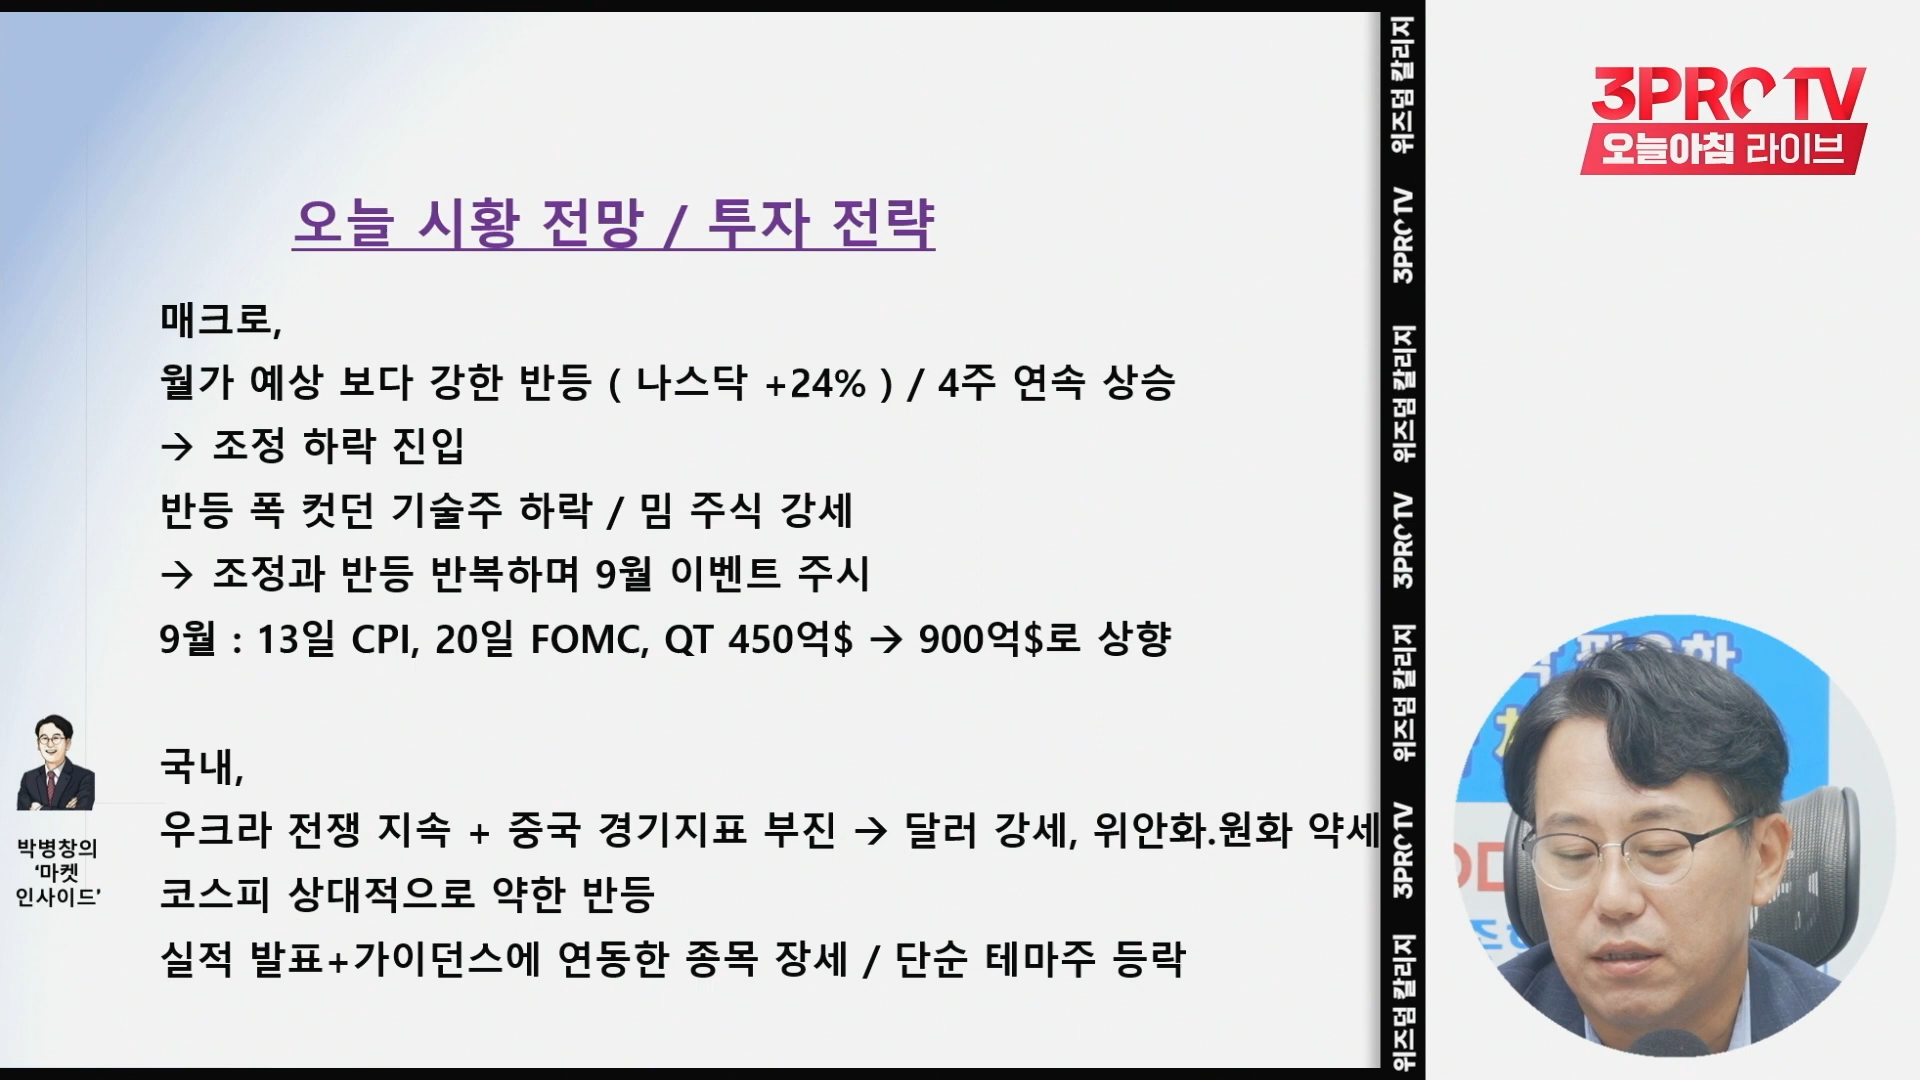 3PRO TV
오늘아침 라이브
오늘 시황 전망 / 투자 전략
매크로,
월가 예상 보다 강한 반등 ( 나스닥 +24% ) / 4주 연속 상승
→ 조정 하락 진입
반등 폭 컷던 기술주 하락 / 밈 주식 강세
→ 조정과 반등 반복하며 9월 이벤트 주시
9월 : 13일 CPI, 20일 FOMC, QT 450억$ → 900억$로 상향
국내,
우크라 전쟁 지속 + 중국 경기지표 부진 → 달러 강세, 위안화.원화 약세
코스피 상대적으로 약한 반등
실적 발표+가이던스에 연동한 종목 장세 / 단순 테마주 등락
박병창의
‘마켓
인사이드’
위즈덤 칼리지
3PRO TV
위즈덤 칼리지
3PRO TV
위즈덤 칼리지
3PRO TV
위즈덤 칼리지